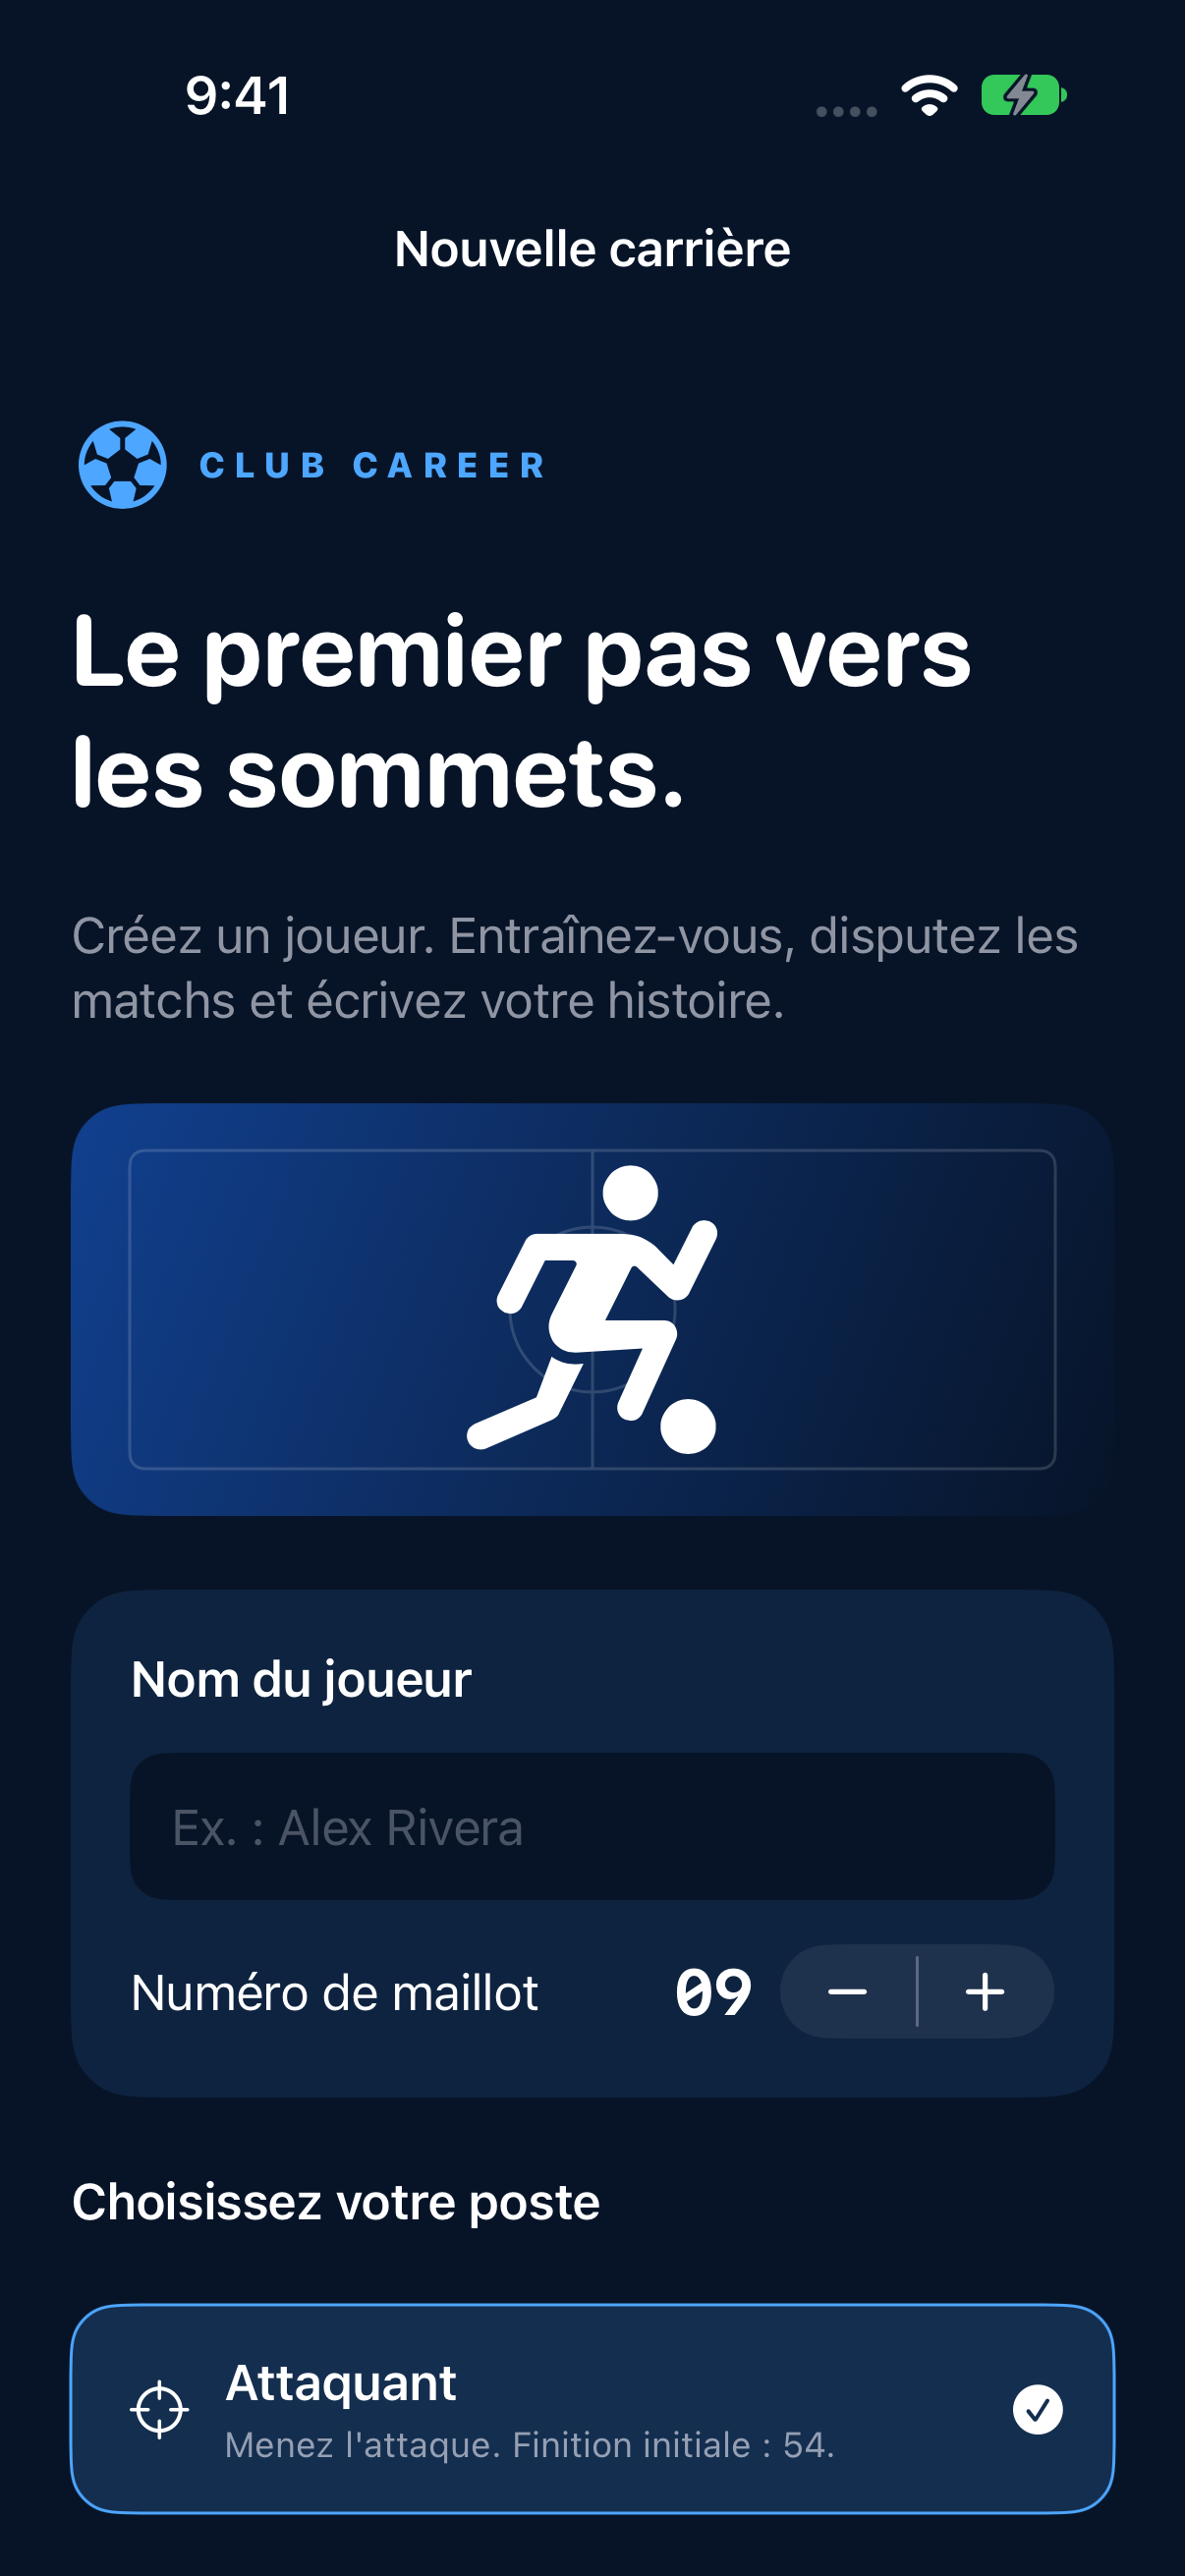 9:41
Nouvelle carrière
CLUB CAREER
Le premier pas vers
les sommets.
Créez un joueur. Entraînez-vous, disputez les
matchs et écrivez votre histoire.
Nom du joueur
Ex. : Alex Rivera
Numéro de maillot 09
Choisissez votre poste
Attaquant
Menez l'attaque. Finition initiale : 54.